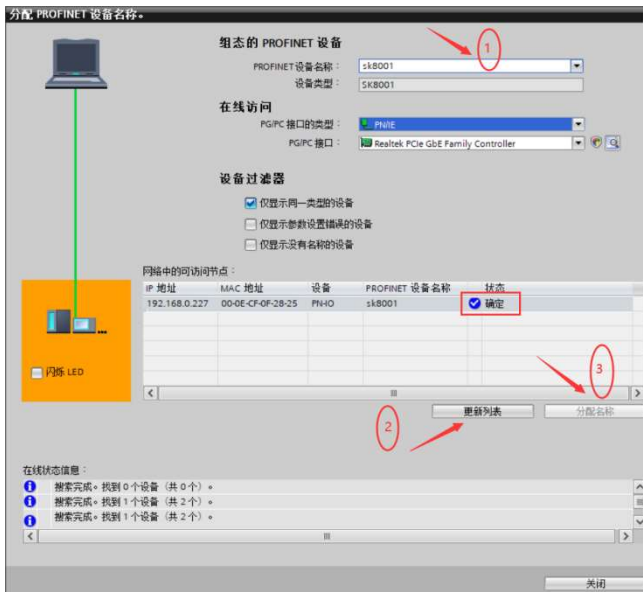 分配 PROFINET 设备名称。
组态的 PROFINET 设备
PROFINET设备名称： sk8001
1
设备类型： SK8001
在线访问
PG/PC 接口的类型： PN/IE
PG/PC 接口： Realtek PCIe GbE Family Controller
设备过滤器
仅显示同一类型的设备
仅显示参数设置错误的设备
仅显示没有名称的设备
网络中的可访问节点：
IP 地址 MAC 地址 设备 PROFINET 设备名称 状态
192.168.0.227 00-0E-CF-0F-28-25 PN-IO sk8001 确定
闪烁 LED
3
更新列表 分配名称
2
在线状态信息：
搜索完成。找到 0 个设备（共 0 个）。
搜索完成。找到 1 个设备（共 2 个）。
搜索完成。找到 1 个设备（共 2 个）。
关闭